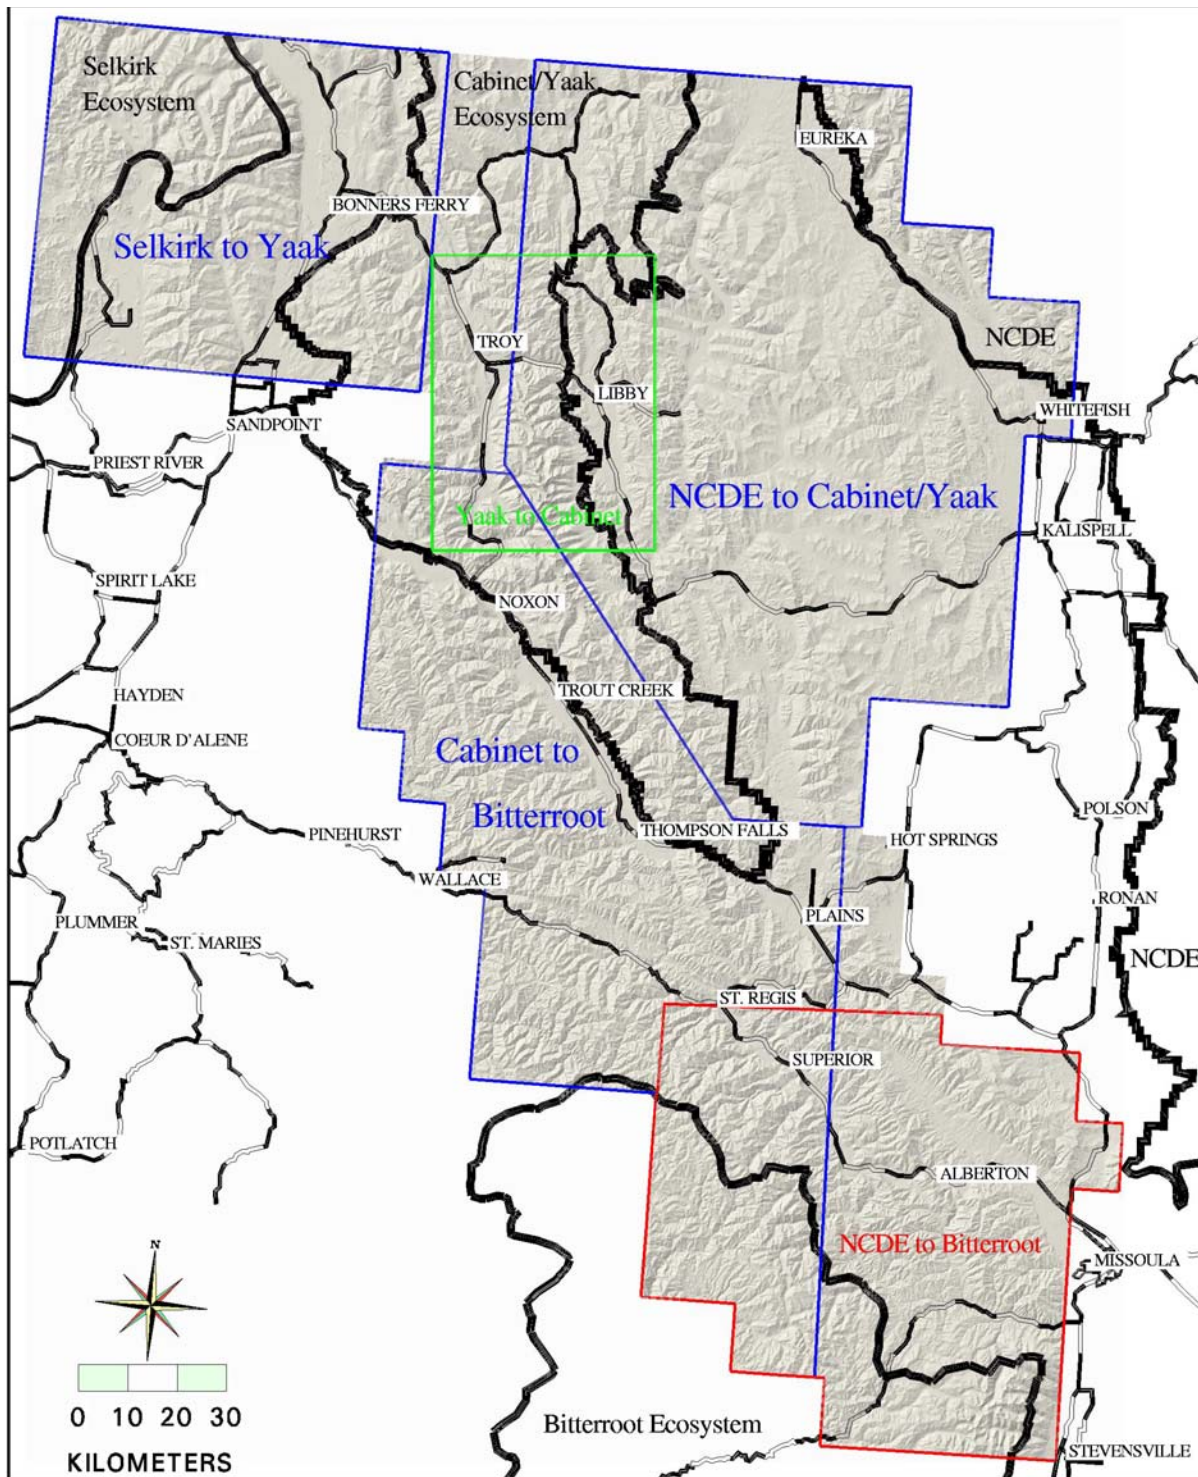 Selkirk
Ecosystem
Cabinet/Yaak
Ecosystem
EUREKA
BONNERS FERRY
Selkirk to Yaak
NCDE
TROY
LIBBY
WHITEFISH
SANDPOINT
PRIEST RIVER
NCDE to Cabinet/Yaak
Yaak to Cabinet
KALISPELL
SPIRIT LAKE
NOXON
HAYDEN
TROUT CREEK
COEUR D'ALENE
Cabinet to
Bitterroot
POLSON
PINEHURST
THOMPSON FALLS
HOT SPRINGS
WALLACE
RONAN
PLUMMER
PLAINS
ST. MARIES
NCDE
ST. REGIS
SUPERIOR
POTLATCH
ALBERTON
NCDE to Bitterroot
MISSOULA
N
Bitterroot Ecosystem
0 10 20 30
KILOMETERS
STEVENSVILLE